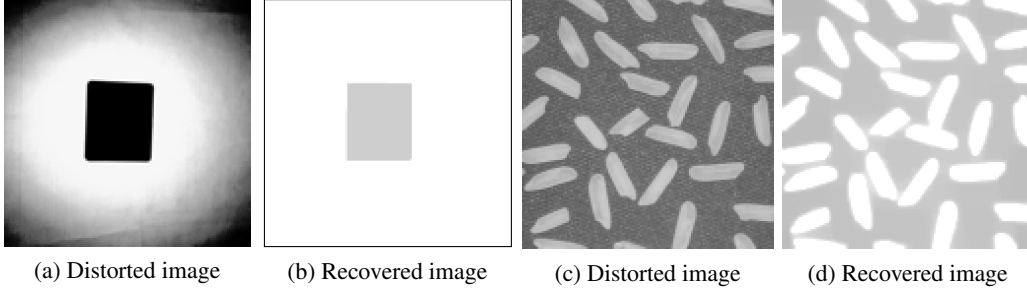 (a) Distorted image
(b) Recovered image
(c) Distorted image
(d) Recovered image